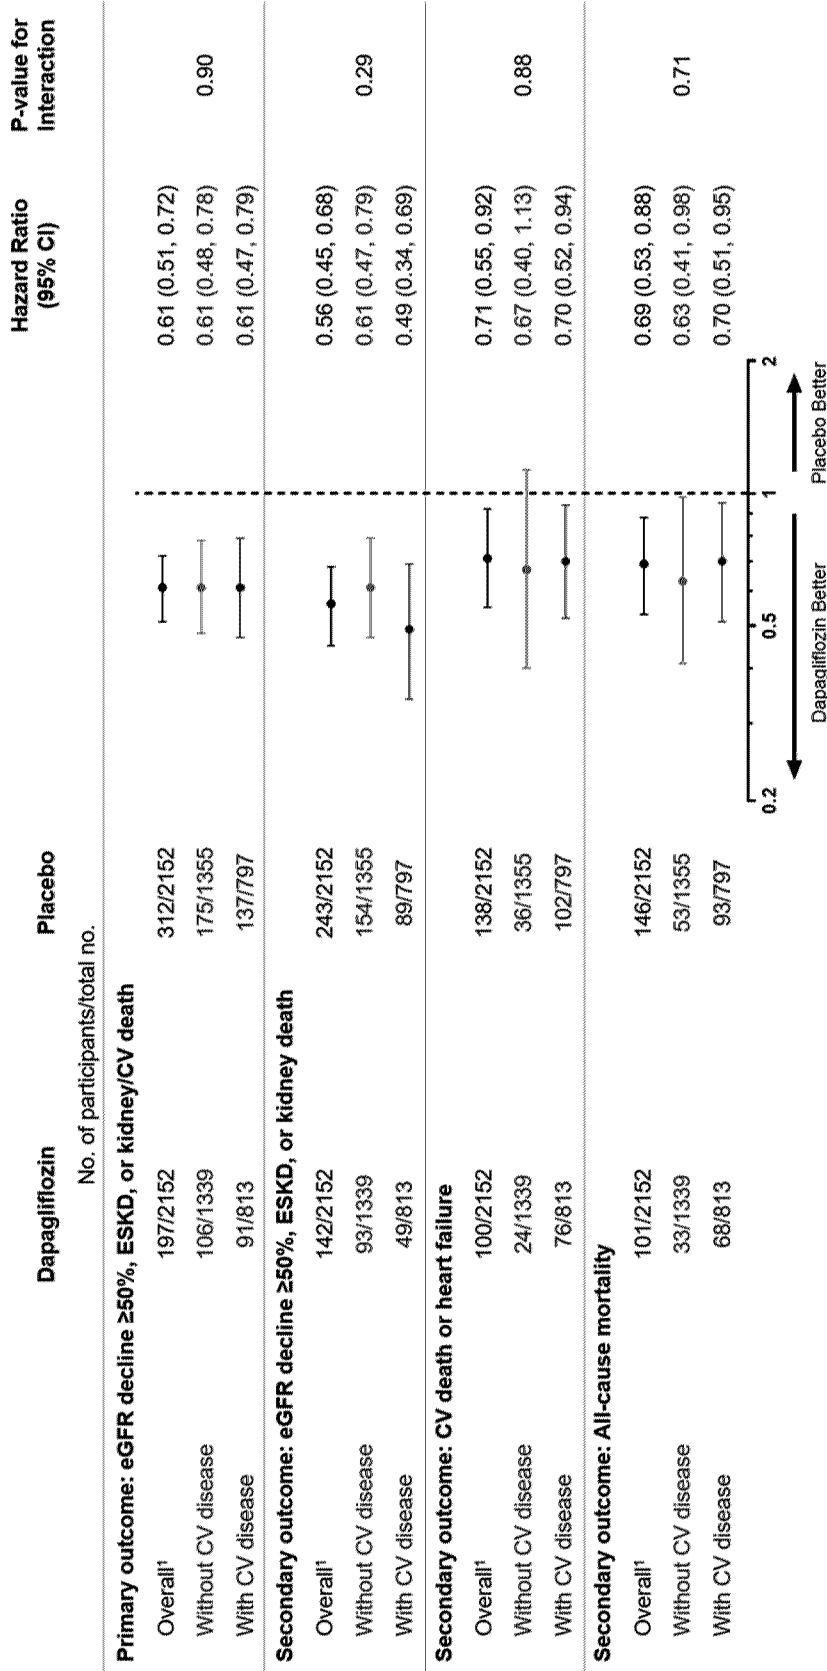 Dapagliflozin Placebo Hazard Ratio (95% CI) P-value for Interaction
No. of participants/total no.
Primary outcome: eGFR decline ≥50%, ESKD, or kidney/CV death
Overall¹ 197/2152 312/2152 0.61 (0.51, 0.72)
Without CV disease 106/1339 175/1355 0.61 (0.48, 0.78) 0.90
With CV disease 91/813 137/797 0.61 (0.47, 0.79)
Secondary outcome: eGFR decline ≥50%, ESKD, or kidney death
Overall¹ 142/2152 243/2152 0.56 (0.45, 0.68)
Without CV disease 93/1339 154/1355 0.61 (0.47, 0.79) 0.29
With CV disease 49/813 89/797 0.49 (0.34, 0.69)
Secondary outcome: CV death or heart failure
Overall¹ 100/2152 138/2152 0.71 (0.55, 0.92)
Without CV disease 24/1339 36/1355 0.67 (0.40, 1.13) 0.88
With CV disease 76/813 102/797 0.70 (0.52, 0.94)
Secondary outcome: All-cause mortality
Overall¹ 101/2152 146/2152 0.69 (0.53, 0.88)
Without CV disease 33/1339 53/1355 0.63 (0.41, 0.98) 0.71
With CV disease 68/813 93/797 0.70 (0.51, 0.95)
0.2 0.5 1 2
Dapagliflozin Better Placebo Better